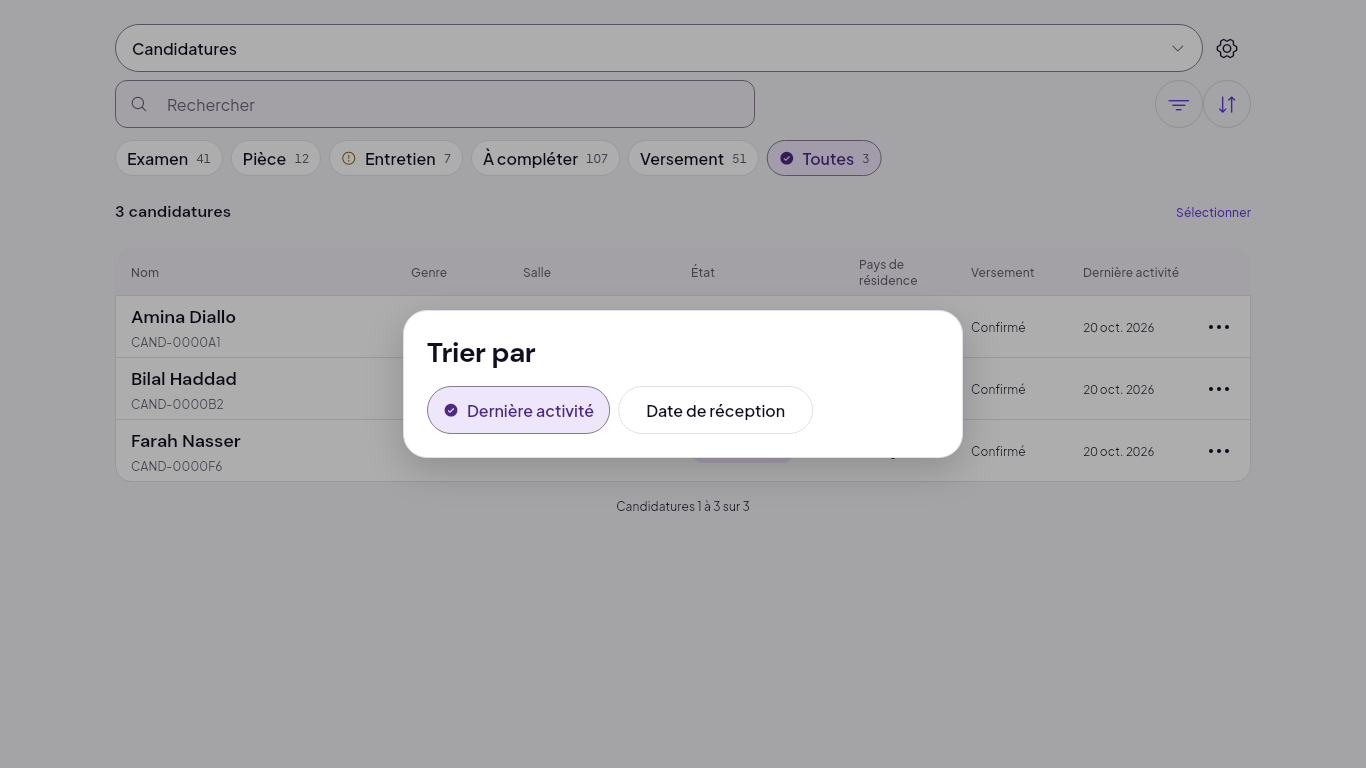 Candidatures
Rechercher
Examen 41
Pièce 12
Entretien 7
À compléter 107
Versement 51
Toutes 3
3 candidatures
Sélectionner
Nom
Genre
Salle
État
Pays de
résidence
Versement
Dernière activité
Amina Diallo
CAND-0000A1
Confirmé
20 oct. 2026
Bilal Haddad
CAND-0000B2
Confirmé
20 oct. 2026
Farah Nasser
CAND-0000F6
Confirmé
20 oct. 2026
Trier par
Dernière activité
Date de réception
Candidatures 1 à 3 sur 3